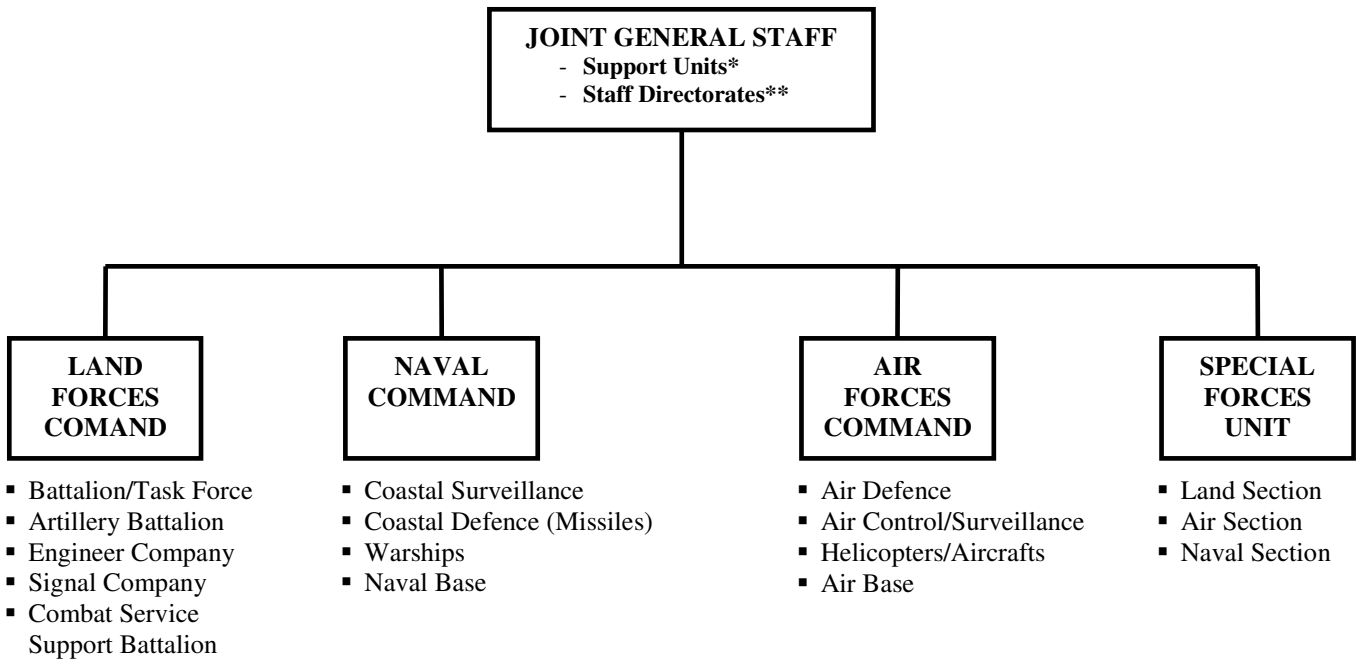 JOINT GENERAL STAFF
- Support Units*
- Staff Directorates**
LAND
FORCES
COMAND
▪ Battalion/Task Force
▪ Artillery Battalion
▪ Engineer Company
▪ Signal Company
▪ Combat Service
Support Battalion
NAVAL
COMMAND
▪ Coastal Surveillance
▪ Coastal Defence (Missiles)
▪ Warships
▪ Naval Base
AIR
FORCES
COMMAND
▪ Air Defence
▪ Air Control/Surveillance
▪ Helicopters/Aircrafts
▪ Air Base
SPECIAL
FORCES
UNIT
▪ Land Section
▪ Air Section
▪ Naval Section